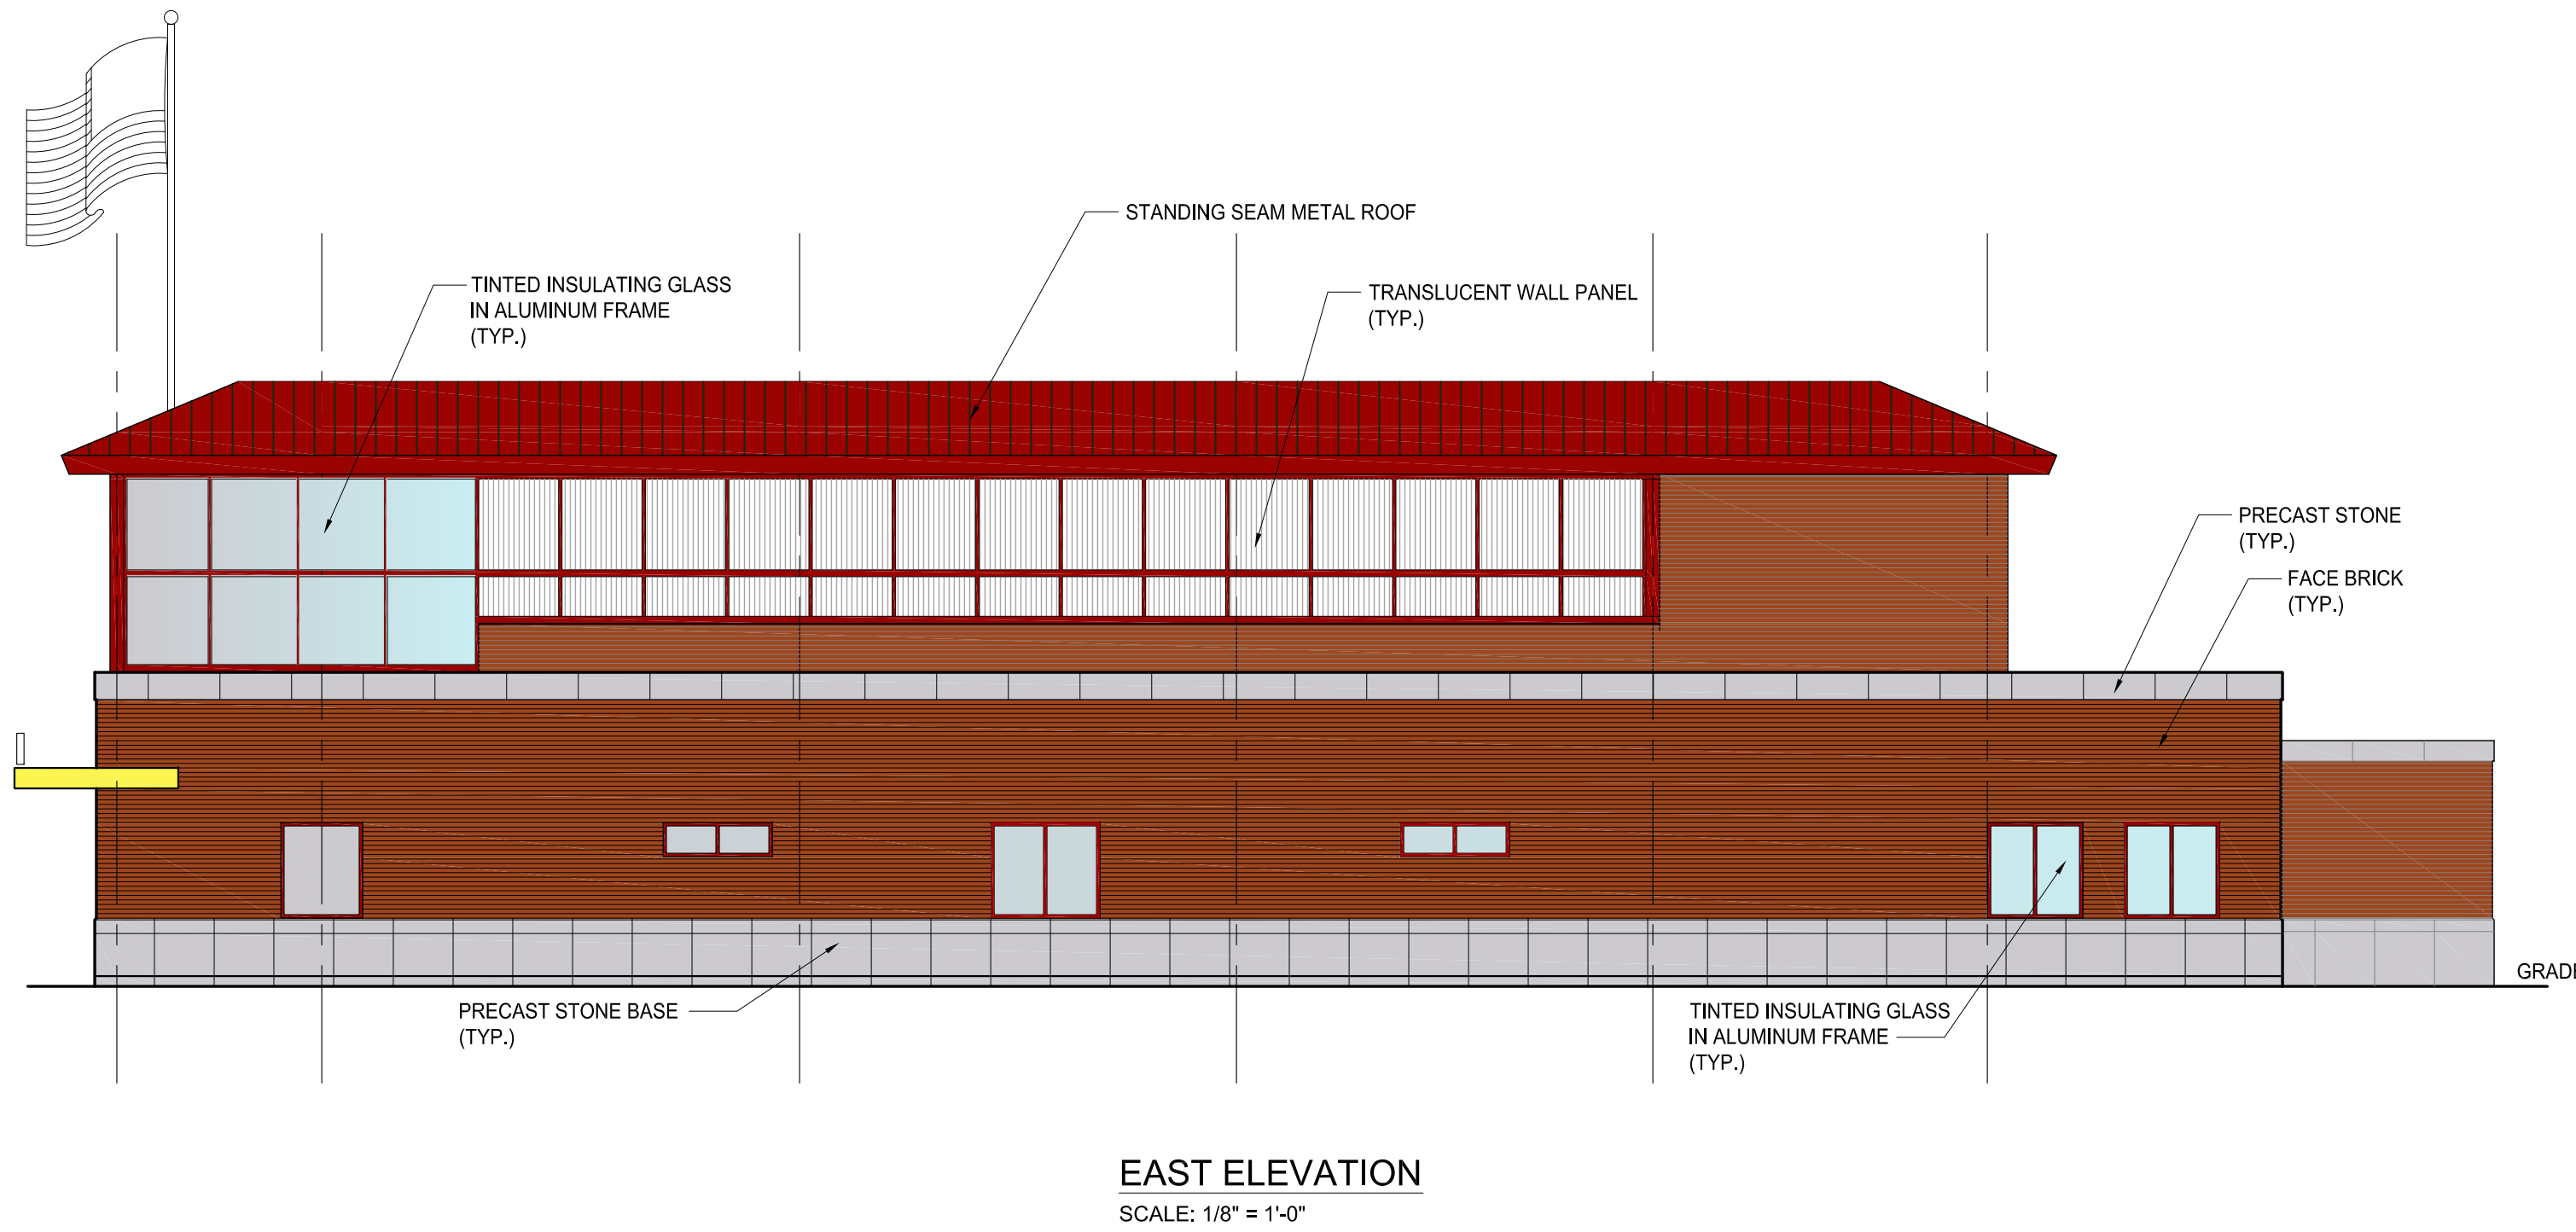 STANDING SEAM METAL ROOF
TINTED INSULATING GLASS
IN ALUMINUM FRAME
(TYP.)
TRANSLUCENT WALL PANEL
(TYP.)
PRECAST STONE
(TYP.)
FACE BRICK
(TYP.)
GRADE
PRECAST STONE BASE
(TYP.)
TINTED INSULATING GLASS
IN ALUMINUM FRAME
(TYP.)
EAST ELEVATION
SCALE: 1/8" = 1'-0"